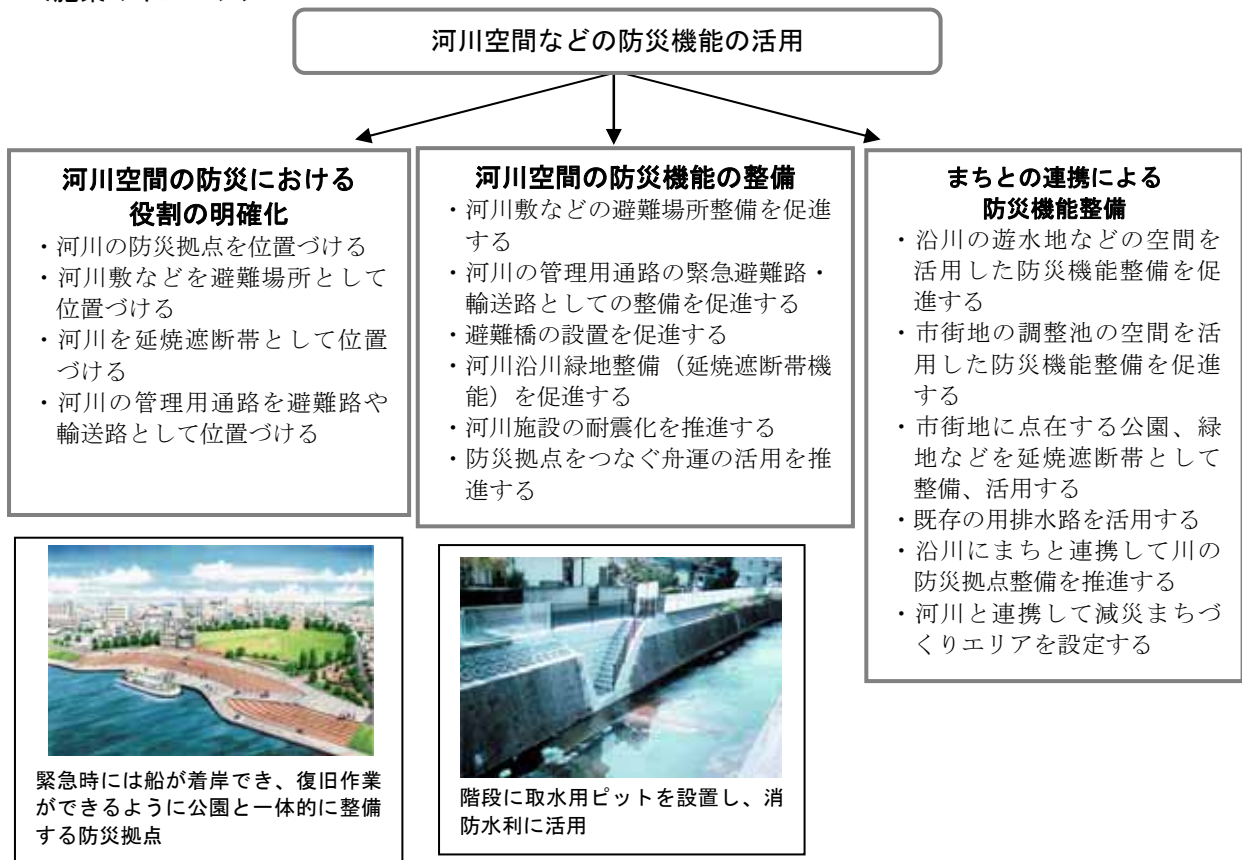 河川空間などの防災機能の活用
河川空間の防災における
役割の明確化
・河川の防災拠点を位置づける
・河川敷などを避難場所として
位置づける
・河川を延焼遮断帯として位置
づける
・河川の管理用通路を避難路や
輸送路として位置づける
河川空間の防災機能の整備
・河川敷などの避難場所整備を促進
する
・河川の管理用通路の緊急避難路・
輸送路としての整備を促進する
・避難橋の設置を促進する
・河川沿川緑地整備（延焼遮断帯機
能）を促進する
・河川施設の耐震化を推進する
・防災拠点をつなぐ舟運の活用を推
進する
まちとの連携による
防災機能整備
・沿川の遊水地などの空間を
活用した防災機能整備を促
進する
・市街地の調整池の空間を活
用した防災機能整備を促進
する
・市街地に点在する公園、緑
地などを延焼遮断帯として
整備、活用する
・既存の用排水路を活用する
・沿川にまちと連携して川の
防災拠点整備を推進する
・河川と連携して減災まちづ
くりエリアを設定する
緊急時には船が着岸でき、復旧作業
ができるように公園と一体的に整備
する防災拠点
階段に取水用ピットを設置し、消
防水利に活用